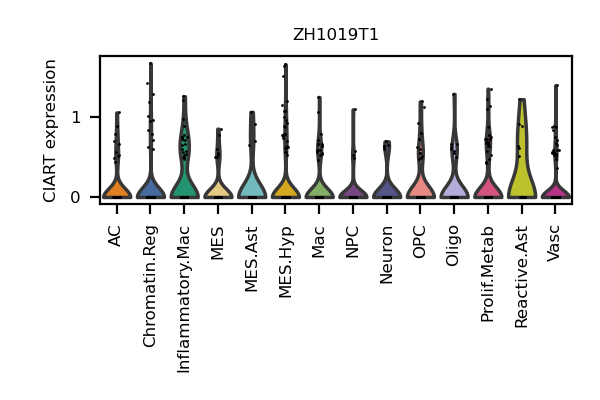 ZH1019T1
CIART expression
1
0
AC
Chromatin.Reg
Inflammatory.Mac
MES
MES.Ast
MES.Hyp
Mac
NPC
Neuron
OPC
Oligo
Prolif.Metab
Reactive.Ast
Vasc